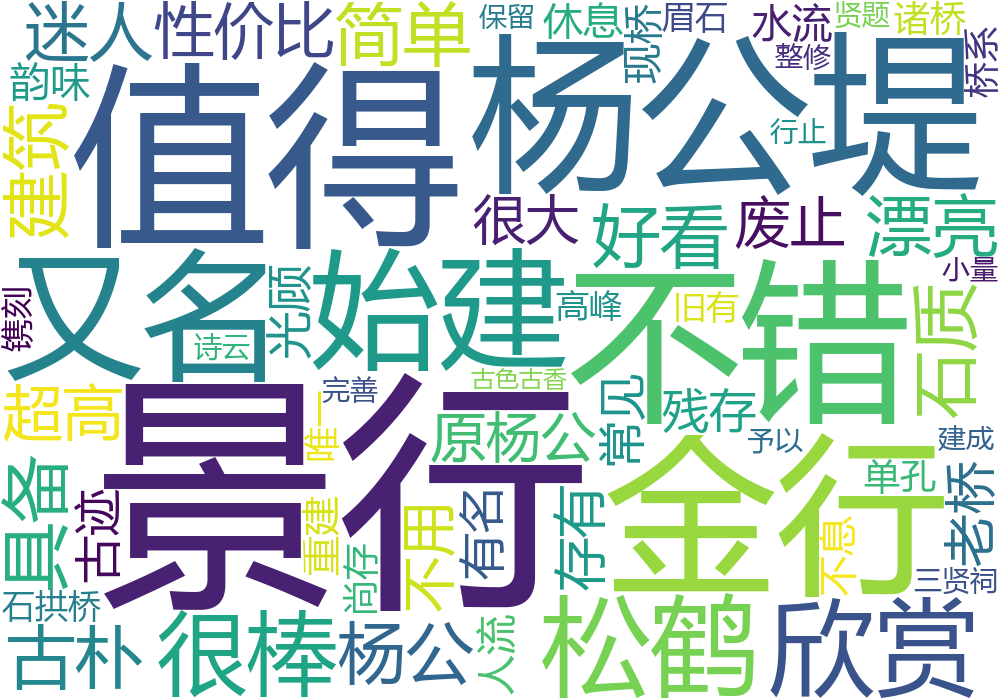 迷人
性价比
简单
保留
休息
现桥
眉石
水流
贤题
诸桥
整修
桥系
韵味
值得
杨公堤
行止
建筑
很大
好看
废止
漂亮
小量
又名
诗云
光顾
始建
高峰
不错
旧有
石质
镌刻
超高
完善
古色古香
唯一
景行
原杨公
常见
残存
予以
建成
金行
单孔
老桥
具备
古迹
重建
尚存
不用
有名
存有
不息
三贤祠
石拱桥
古朴
很棒
杨公
人流
松鹤
欣赏